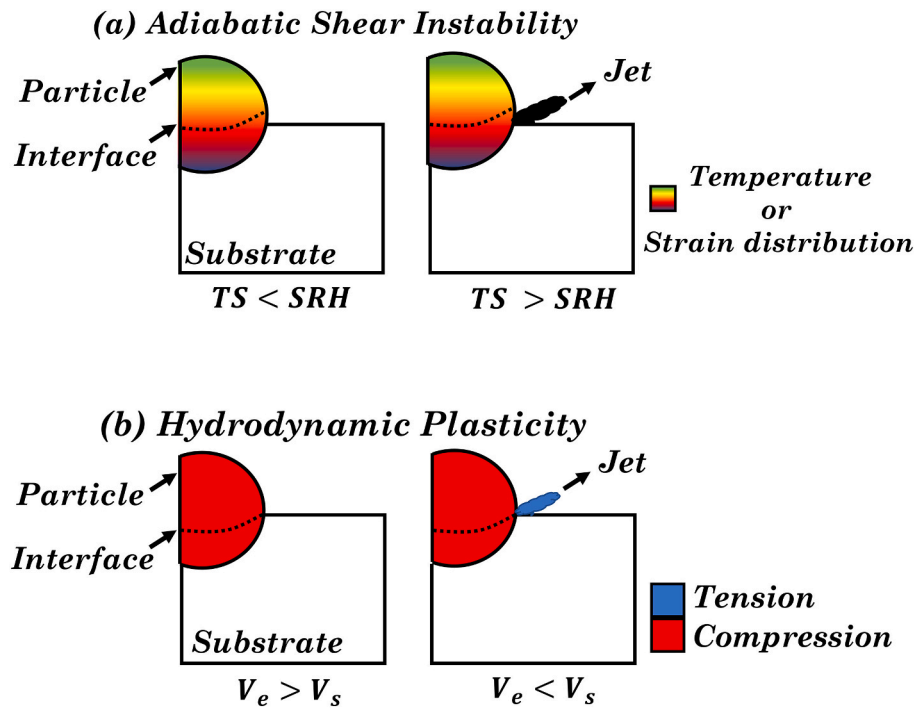 (a) Adiabatic Shear Instability
Particle
Interface
Substrate
TS < SRH
Jet
TS > SRH
Temperature
or
Strain distribution
(b) Hydrodynamic Plasticity
Particle
Interface
Substrate
Vₑ > Vₛ
Jet
Vₑ < Vₛ
Tension
Compression